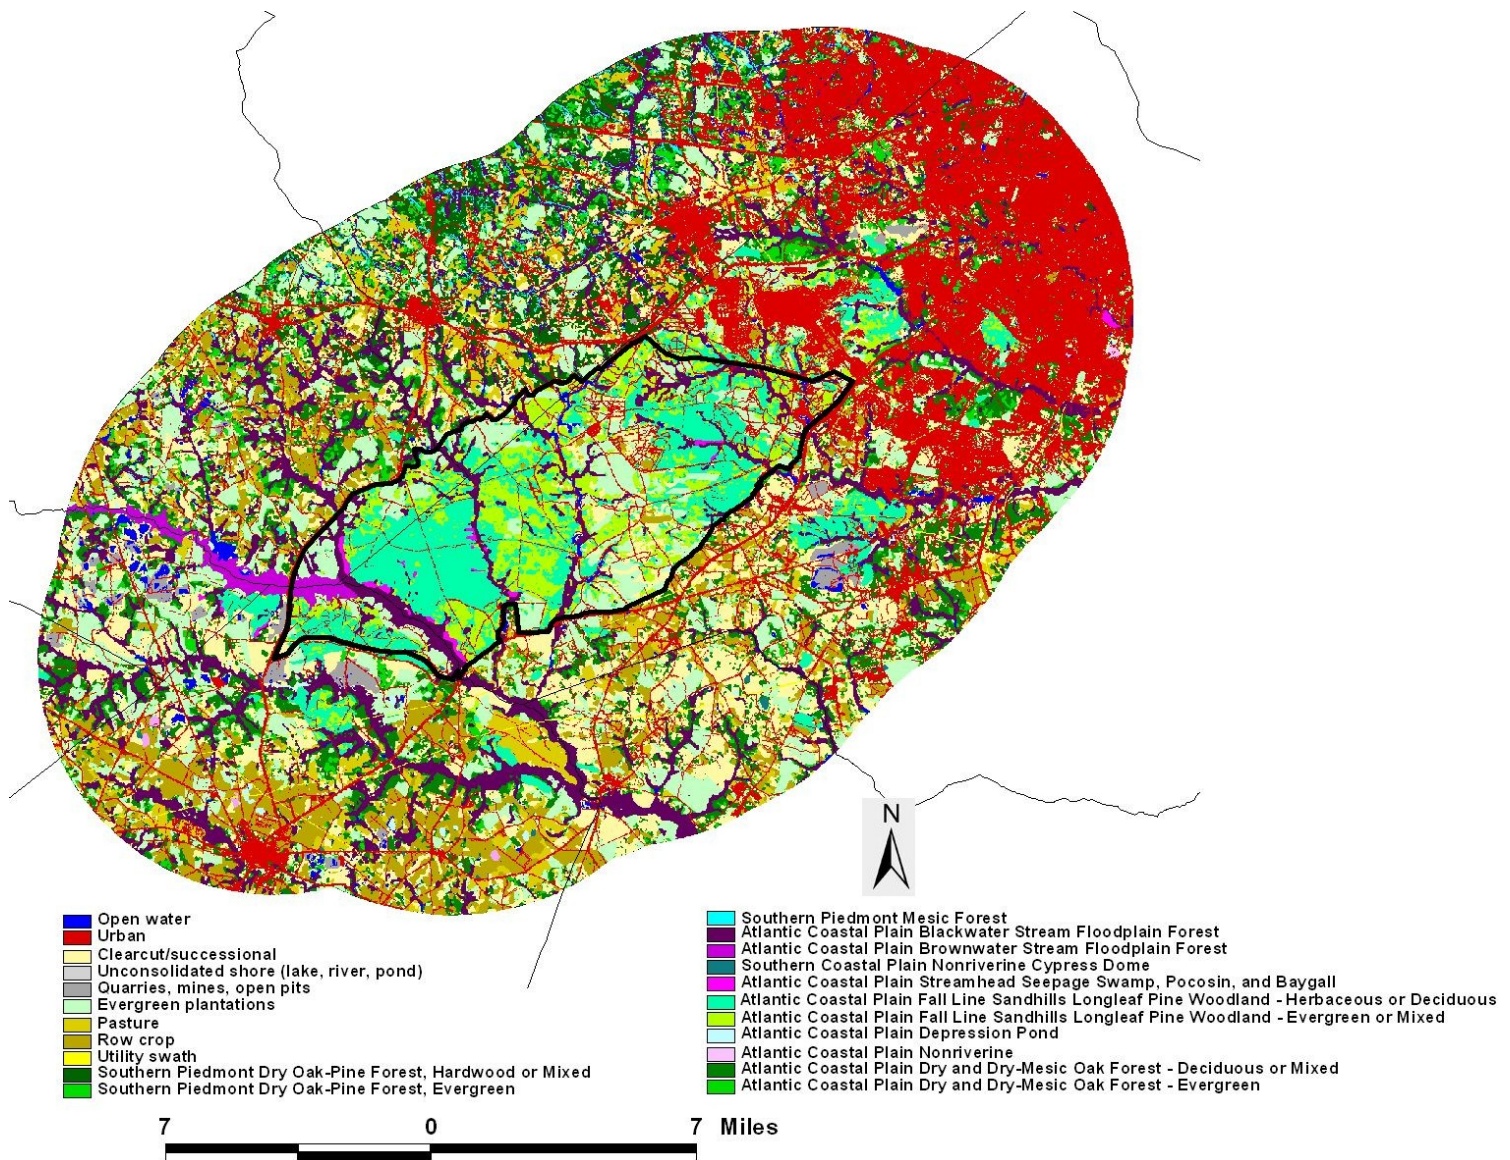 N
Open water
Urban
Clearcut/successional
Unconsolidated shore (lake, river, pond)
Quarries, mines, open pits
Evergreen plantations
Pasture
Row crop
Utility swath
Southern Piedmont Dry Oak-Pine Forest, Hardwood or Mixed
Southern Piedmont Dry Oak-Pine Forest, Evergreen
Southern Piedmont Mesic Forest
Atlantic Coastal Plain Blackwater Stream Floodplain Forest
Atlantic Coastal Plain Brownwater Stream Floodplain Forest
Southern Coastal Plain Nonriverine Cypress Dome
Atlantic Coastal Plain Streamhead Seepage Swamp, Pocosin, and Baygall
Atlantic Coastal Plain Fall Line Sandhills Longleaf Pine Woodland - Herbaceous or Deciduous
Atlantic Coastal Plain Fall Line Sandhills Longleaf Pine Woodland - Evergreen or Mixed
Atlantic Coastal Plain Depression Pond
Atlantic Coastal Plain Nonriverine
Atlantic Coastal Plain Dry and Dry-Mesic Oak Forest - Deciduous or Mixed
Atlantic Coastal Plain Dry and Dry-Mesic Oak Forest - Evergreen
7 0 7 Miles